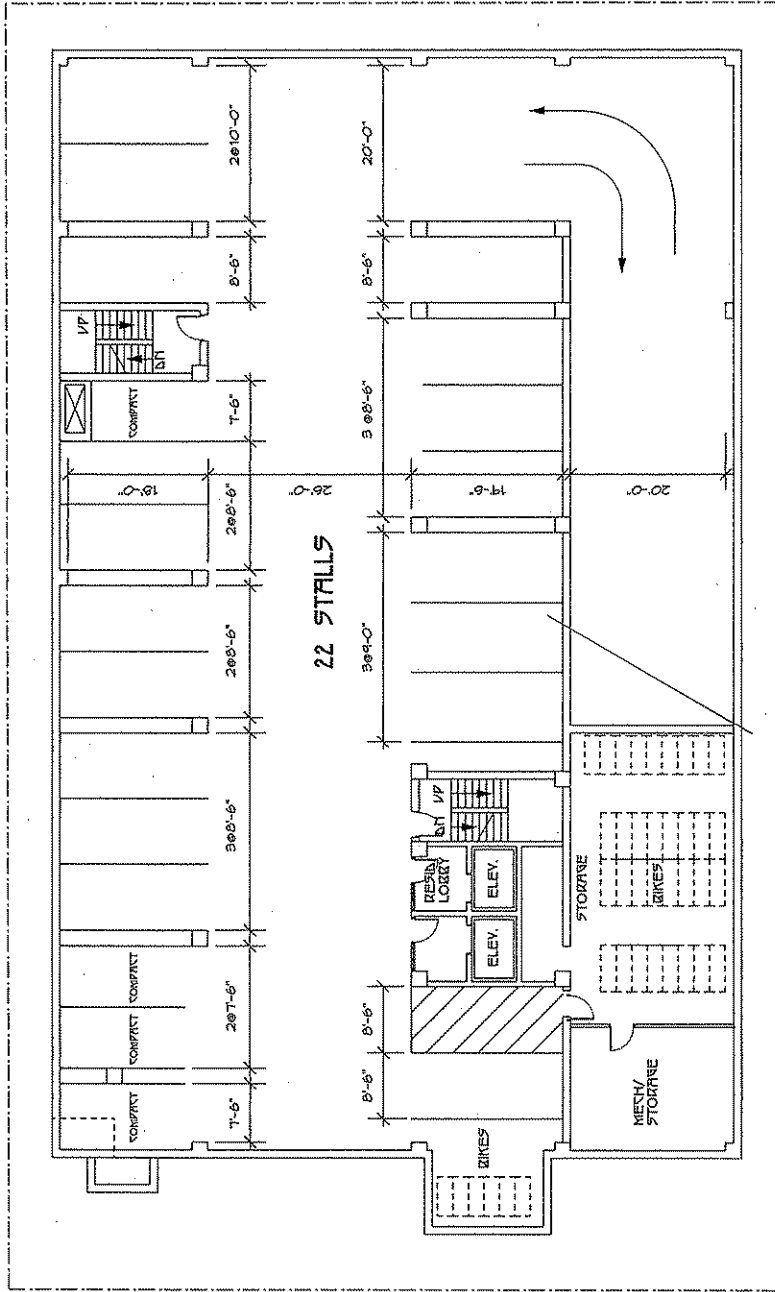 COMPACT
COMPACT
COMPACT
COMPACT
DN
UP
7'-6"
2@7'-6"
3@8'-6"
2@8'-6"
2@8'-6"
7'-6"
8'-6"
2@10'-0"
18'-0"
26'-0"
19'-6"
20'-0"
22 STALLS
8'-6"
8'-6"
3@9'-0"
3 @8'-6"
8'-6"
20'-0"
BIKES
ELEV.
RESID
LOBBY
ELEV.
DN
UP
MECH/
STORAGE
STORAGE
BIKES